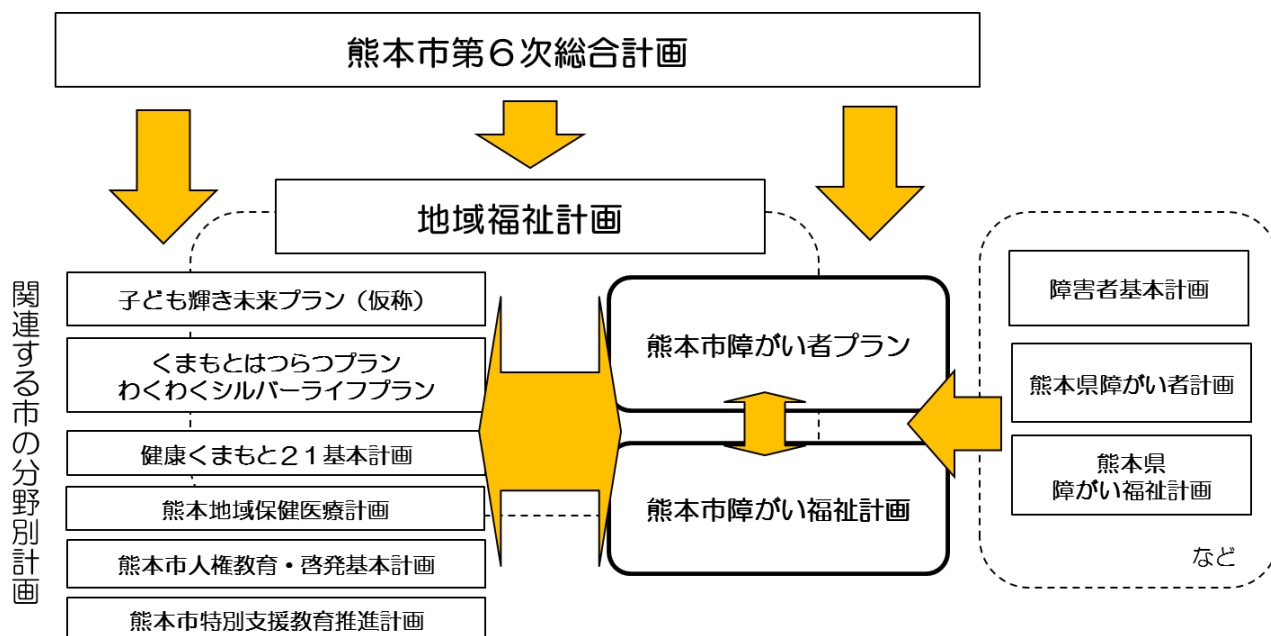 熊本市第６次総合計画
地域福祉計画
関連する市の分野別計画
子ども輝き未来プラン（仮称）
くまもとはつらつプラン
わくわくシルバーライフプラン
健康くまもと２１基本計画
熊本地域保健医療計画
熊本市人権教育・啓発基本計画
熊本市特別支援教育推進計画
熊本市障がい者プラン
熊本市障がい福祉計画
障害者基本計画
熊本県障がい者計画
熊本県
障がい福祉計画
など